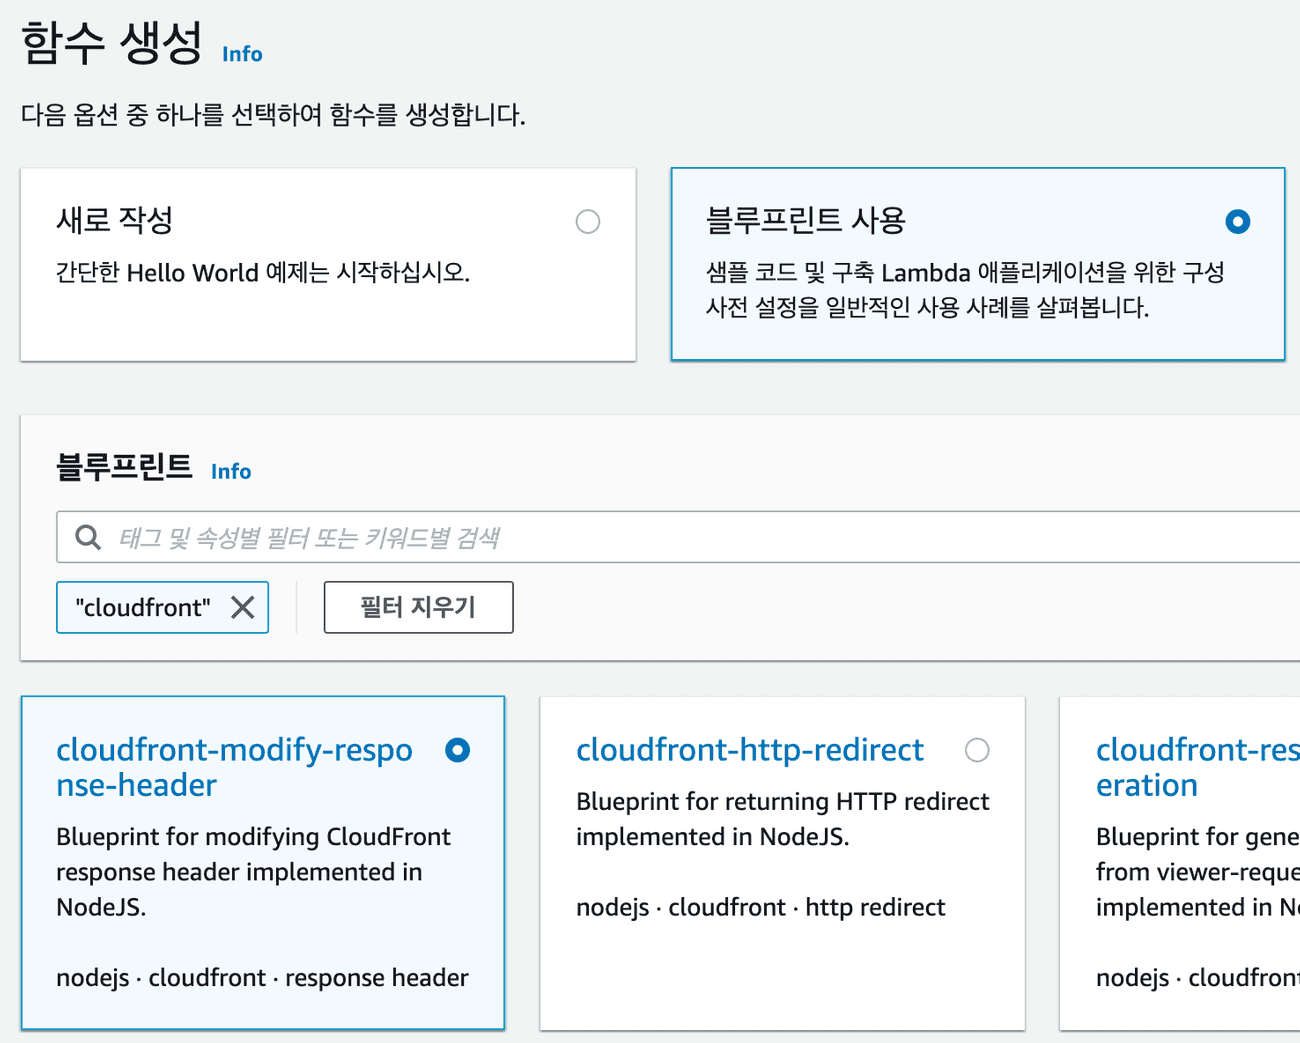 함수 생성 Info
다음 옵션 중 하나를 선택하여 함수를 생성합니다.
새로 작성
간단한 Hello World 예제는 시작하십시오.
블루프린트 사용
샘플 코드 및 구축 Lambda 애플리케이션을 위한 구성
사전 설정을 일반적인 사용 사례를 살펴봅니다.
블루프린트 Info
태그 및 속성별 필터 또는 키워드별 검색
"cloudfront"
필터 지우기
cloudfront-modify-respo
nse-header
Blueprint for modifying CloudFront
response header implemented in
NodeJS.
nodejs · cloudfront · response header
cloudfront-http-redirect
Blueprint for returning HTTP redirect
implemented in NodeJS.
nodejs · cloudfront · http redirect
cloudfront-res
eration
Blueprint for gene
from viewer-reque
implemented in N
nodejs · cloudfront